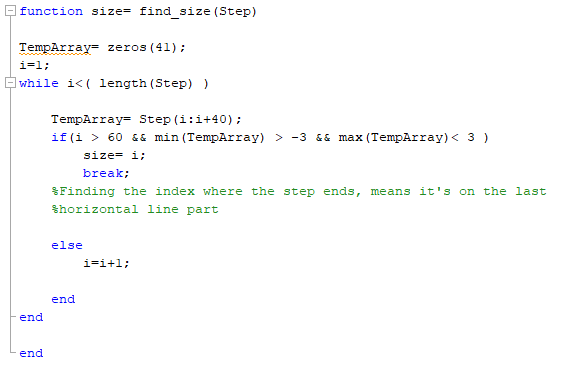 function size= find_size(Step)
TempArray= zeros(41);
i=1;
while i<( length(Step) )
TempArray= Step(i:i+40);
if(i > 60 && min(TempArray) > -3 && max(TempArray)< 3 )
size= i;
break;
%Finding the index where the step ends, means it's on the last
%horizontal line part
else
i=i+1;
end
end
end